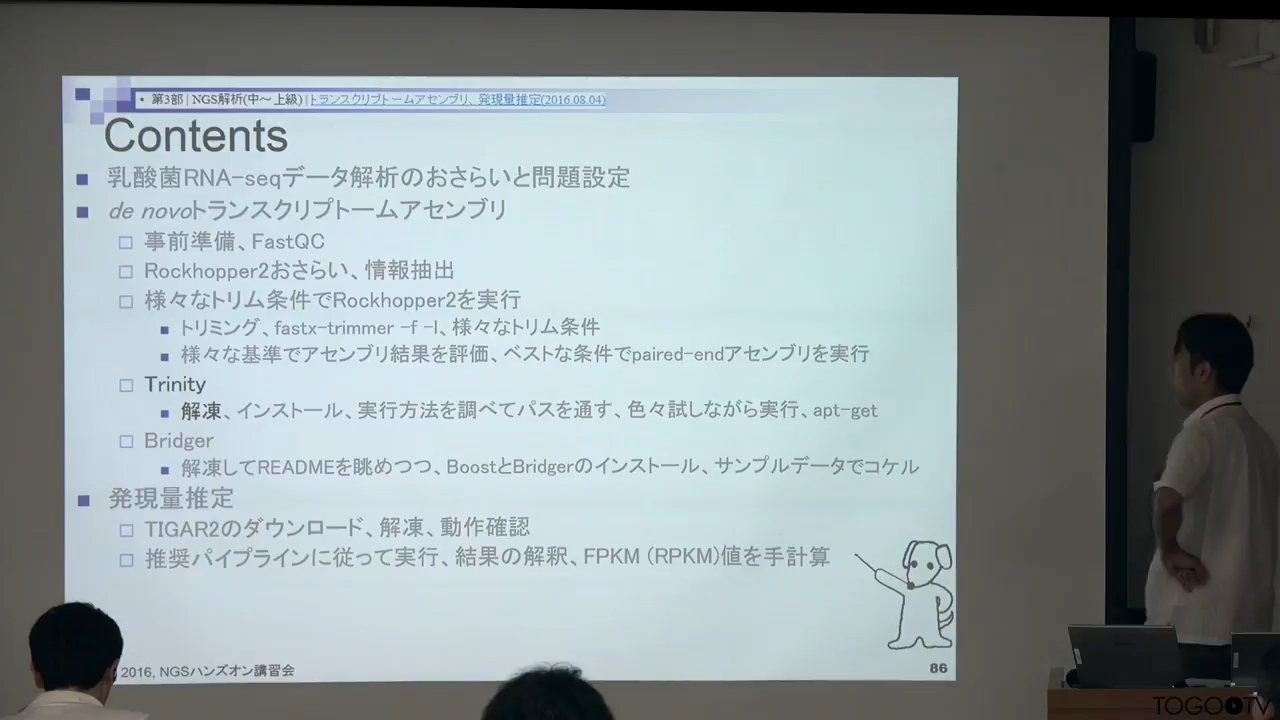 • 第3部 | NGS解析(中～上級) | トランスクリプトームアセンブリ、発現量推定(2016.08.04)
Contents
乳酸菌RNA-seqデータ解析のおさらいと問題設定
de novoトランスクリプトームアセンブリ
事前準備、FastQC
Rockhopper2おさらい、情報抽出
様々なトリム条件でRockhopper2を実行
トリミング、fastx-trimmer -f -l、様々なトリム条件
様々な基準でアセンブリ結果を評価、ベストな条件でpaired-endアセンブリを実行
Trinity
解凍、インストール、実行方法を調べてパスを通す、色々試しながら実行、apt-get
Bridger
解凍してREADMEを眺めつつ、BoostとBridgerのインストール、サンプルデータでコケル
発現量推定
TIGAR2のダウンロード、解凍、動作確認
推奨パイプラインに従って実行、結果の解釈、FPKM (RPKM)値を手計算
2016, NGSハンズオン講習会
86
TOGOTV